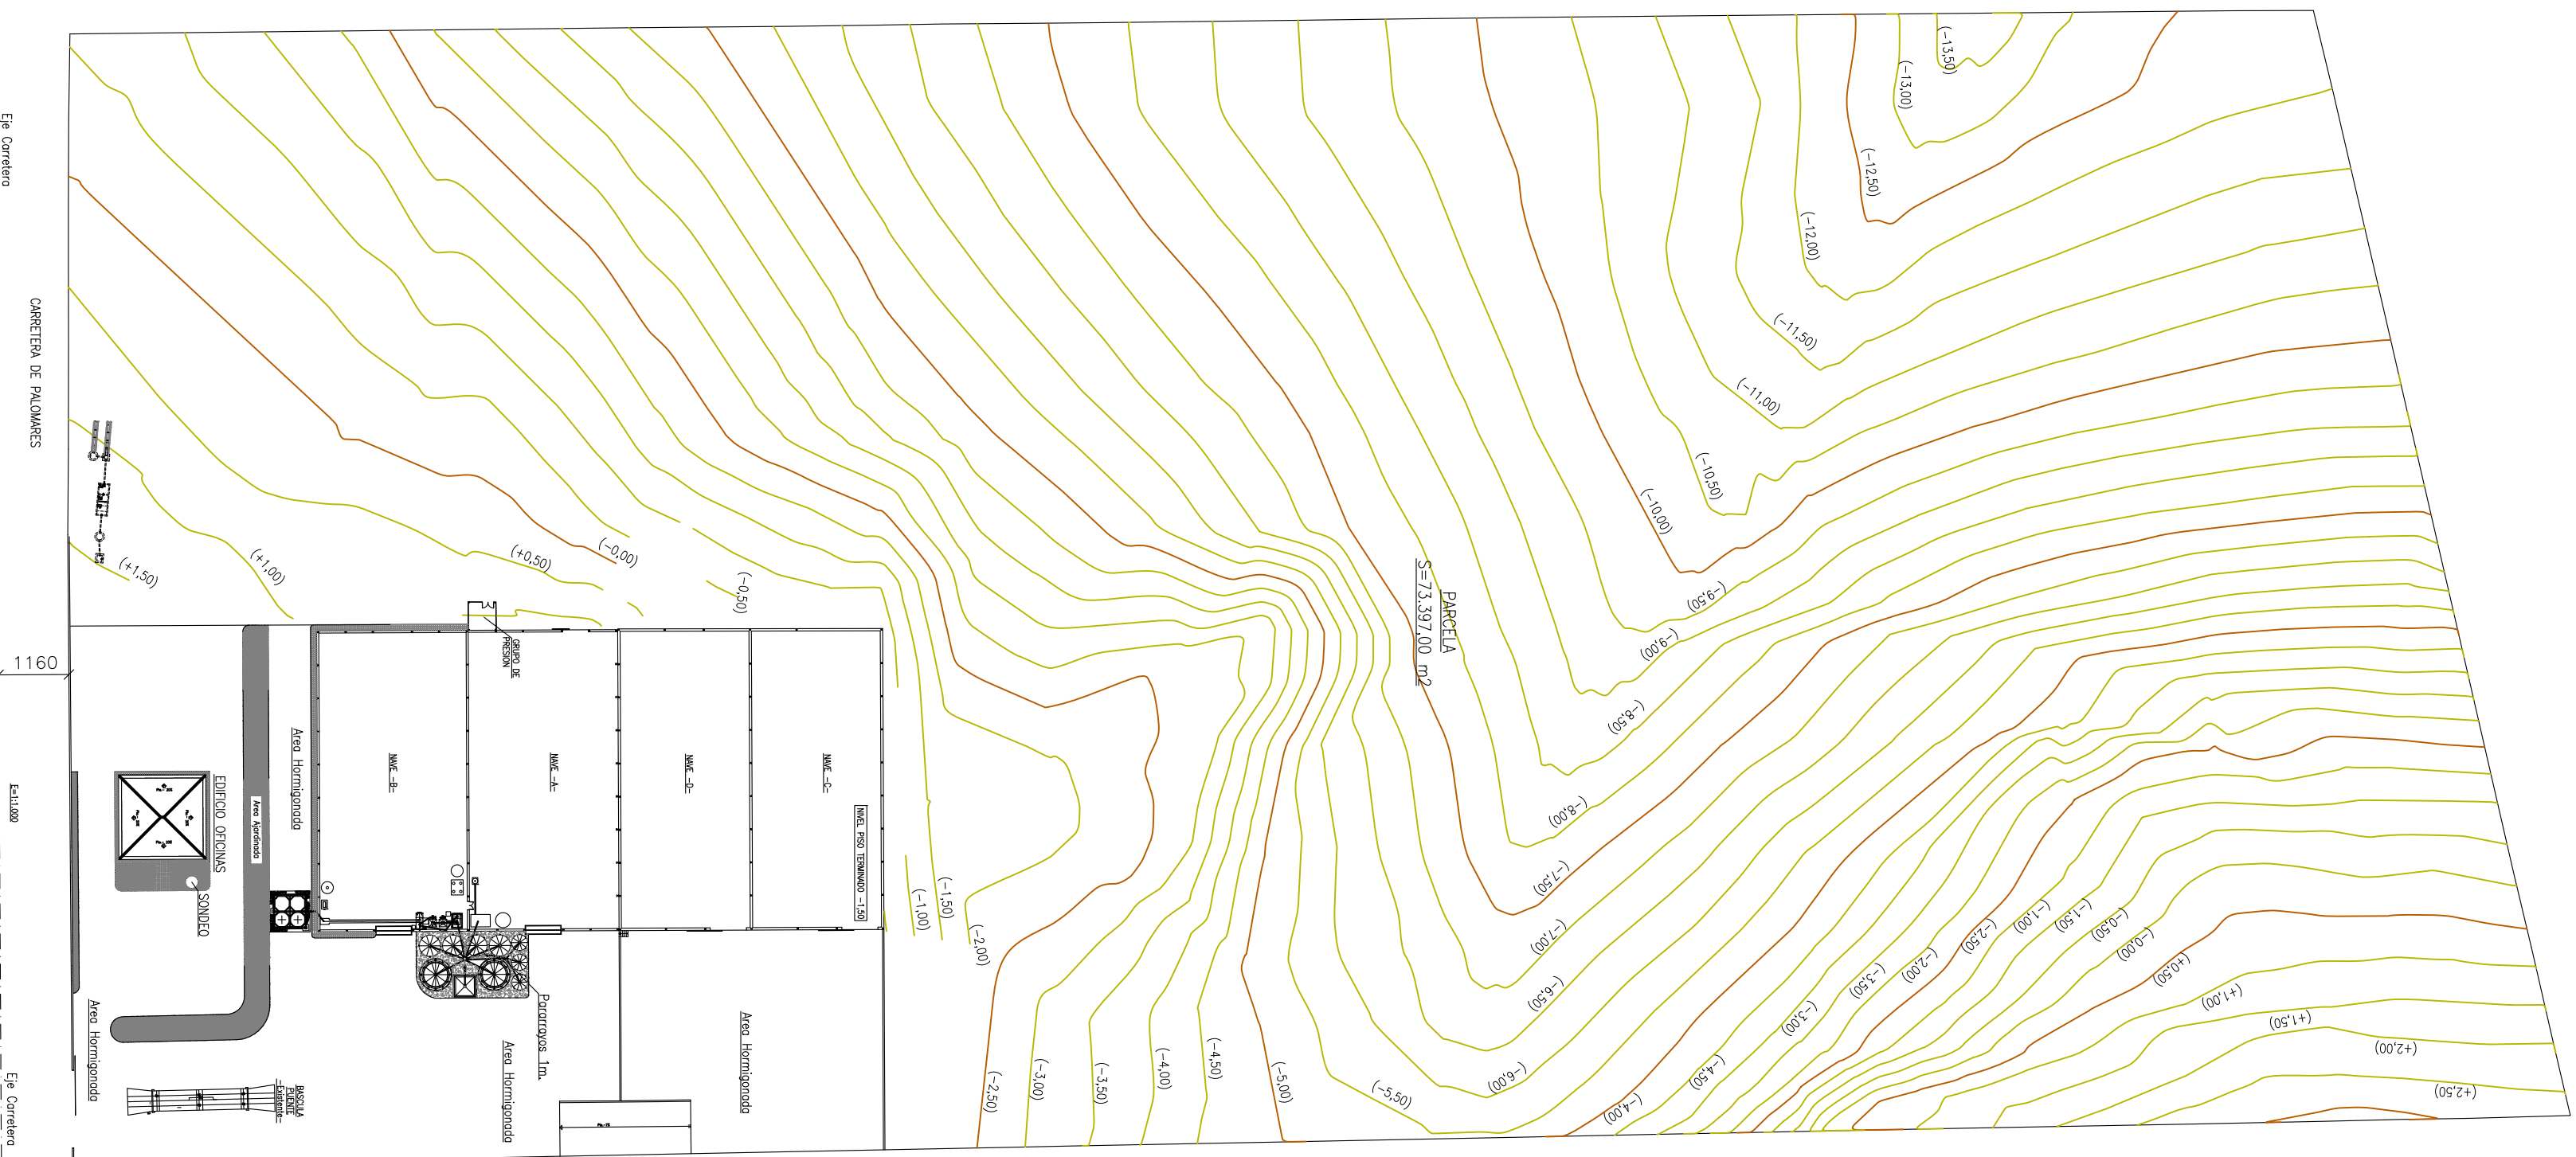 Eje Carretera
CARRETERA DE PALOMARES
1160
E=1:1.000
Eje Carretera
(+1,50)
(+1,00)
(+0,50)
(-0,00)
(-0,50)
GRUPO DE
PRESION
NAVE -B-
NAVE -A-
NAVE -D-
NAVE -C-
NIVEL PISO TERMINADO -1,50
Area Hormigonada
Area Ajardinada
EDIFICIO OFICINAS
SONDEO
Area Hormigonada
BASCULA
PUENTE
-Existente-
Pararrayos 11m.
Area Hormigonada
Area Hormigonada
(-1,00)
(-1,50)
(-2,00)
(-2,50)
(-3,00)
(-3,50)
(-4,00)
(-4,50)
(-5,00)
(-5,50)
(-6,00)
(-6,50)
(-7,00)
(-7,50)
(-8,00)
(-8,50)
(-9,00)
(-9,50)
(-10,00)
(-10,50)
(-11,00)
(-11,50)
(-12,00)
(-12,50)
(-13,00)
(-13,50)
PARCELA
S=73.397,00 m2
(-4,00)
(-4,50)
(-3,00)
(-3,50)
(-2,00)
(-2,50)
(-1,00)
(-1,50)
(-0,50)
(-0,00)
(+0,50)
(+1,00)
(+1,50)
(+2,00)
(+2,50)